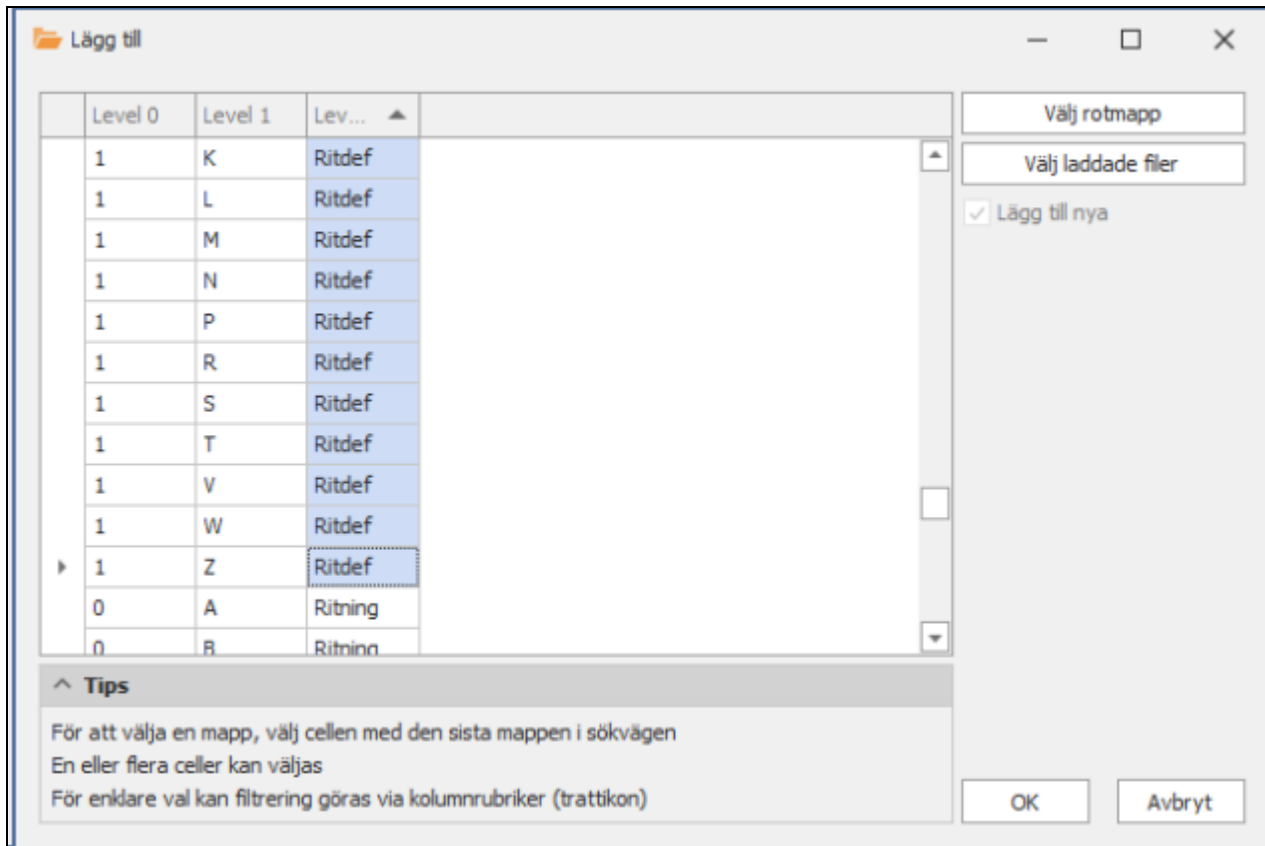 Lägg till
Level 0 Level 1 Lev...
Välj rotmapp
1 K Ritdef
Välj laddade filer
1 L Ritdef
Lägg till nya
1 M Ritdef
1 N Ritdef
1 P Ritdef
1 R Ritdef
1 S Ritdef
1 T Ritdef
1 V Ritdef
1 W Ritdef
1 Z Ritdef
0 A Ritning
0 B Ritning
Tips
För att välja en mapp, välj cellen med den sista mappen i sökvägen
En eller flera celler kan väljas
För enklare val kan filtrering göras via kolumnrubriker (trattikon)
OK Avbryt